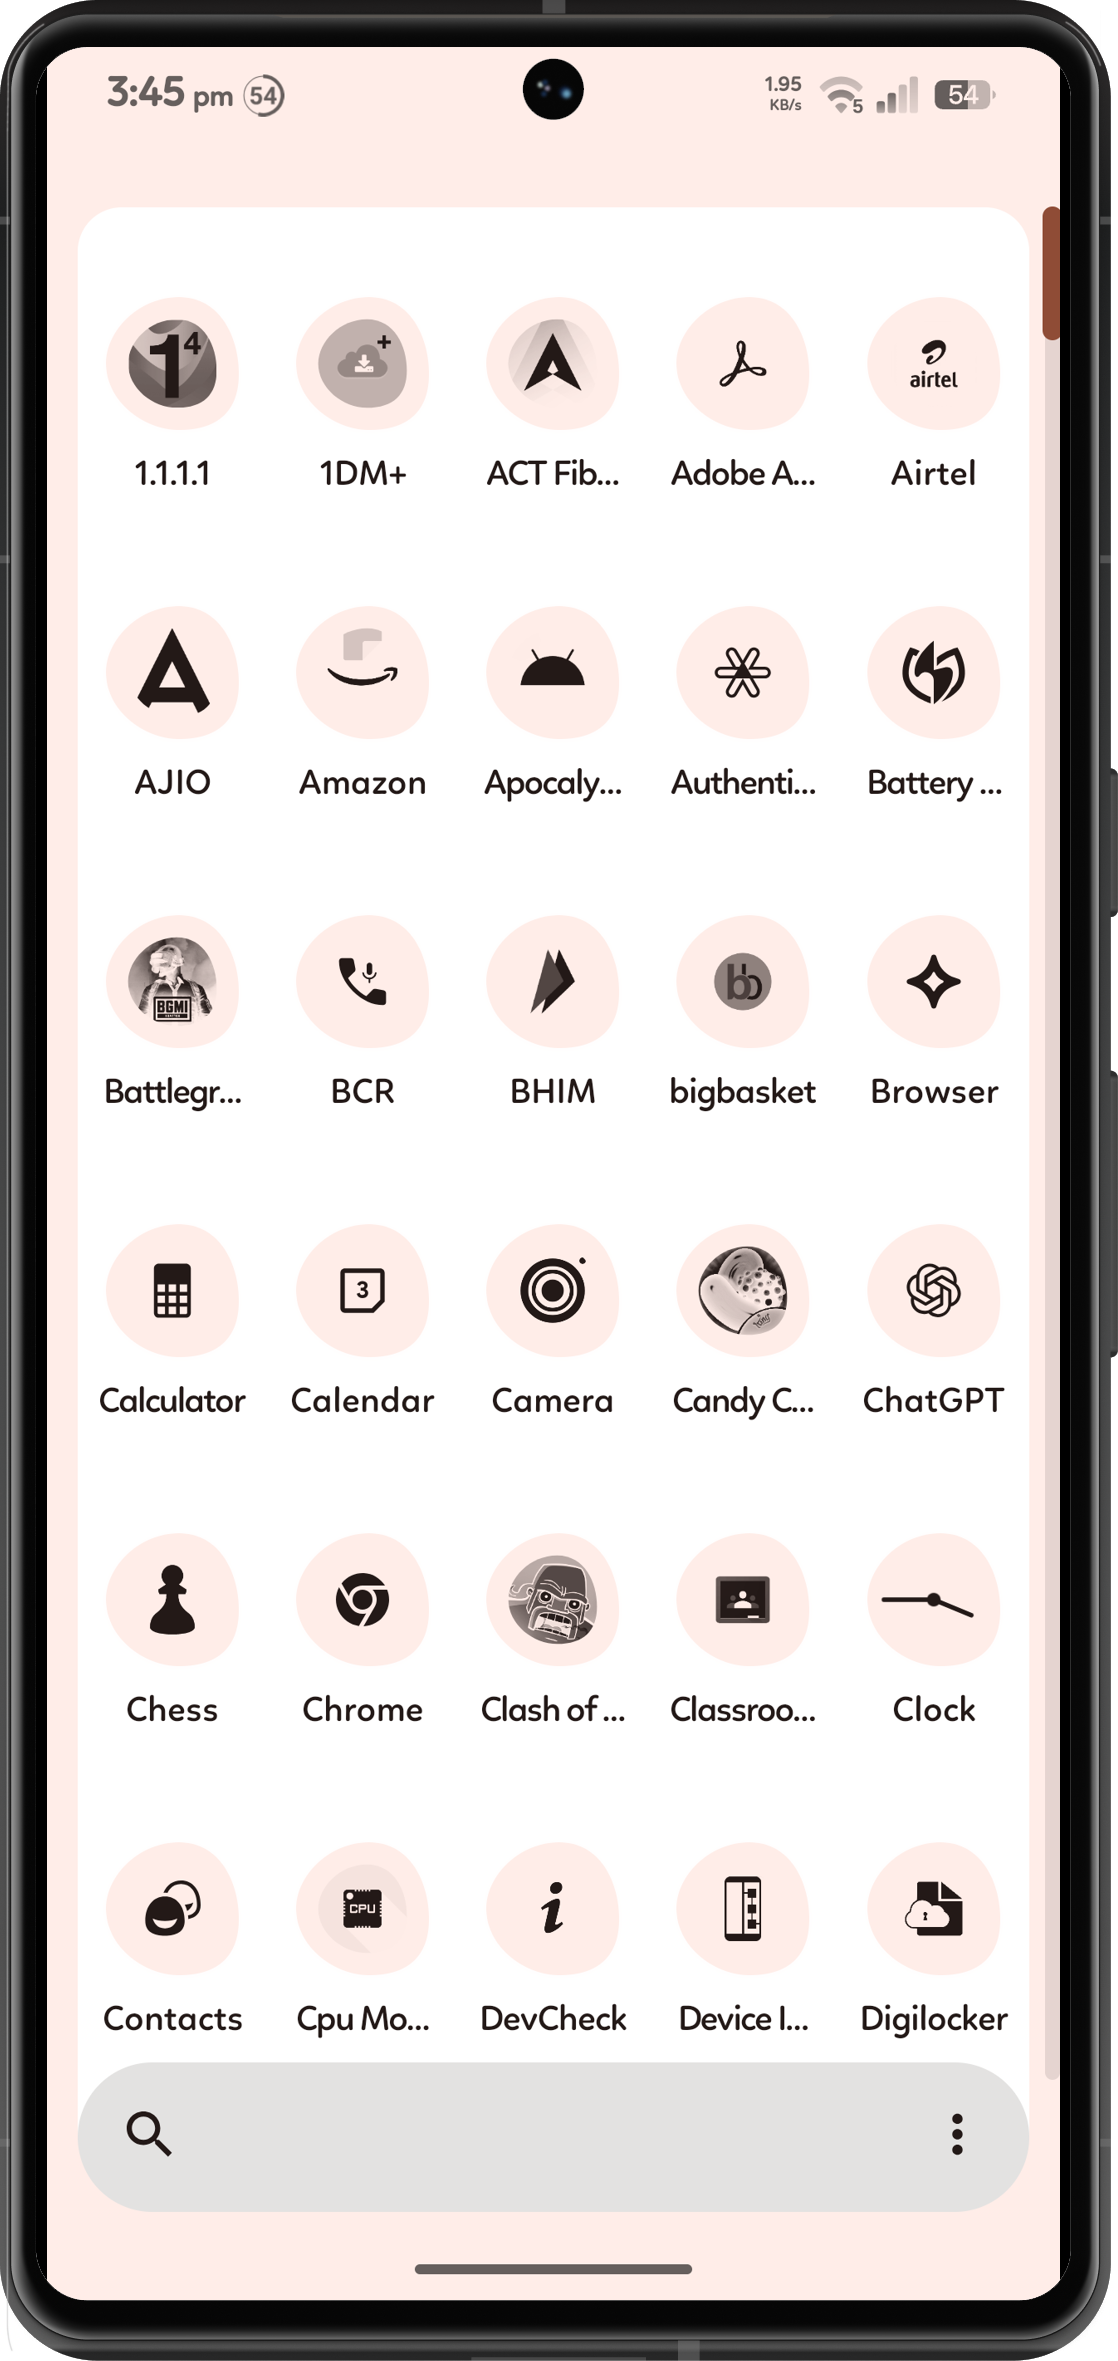 3:45 pm 54 1.95 KB/s 5 54
1⁴ + airtel
1.1.1.1 1DM+ ACT Fib... Adobe A... Airtel
AJIO Amazon Apocaly... Authenti... Battery ...
BGMI bb
Battlegr... BCR BHIM bigbasket Browser
3
Calculator Calendar Camera Candy C... ChatGPT
Chess Chrome Clash of ... Classroo... Clock
CPU i
Contacts Cpu Mo... DevCheck Device I... Digilocker